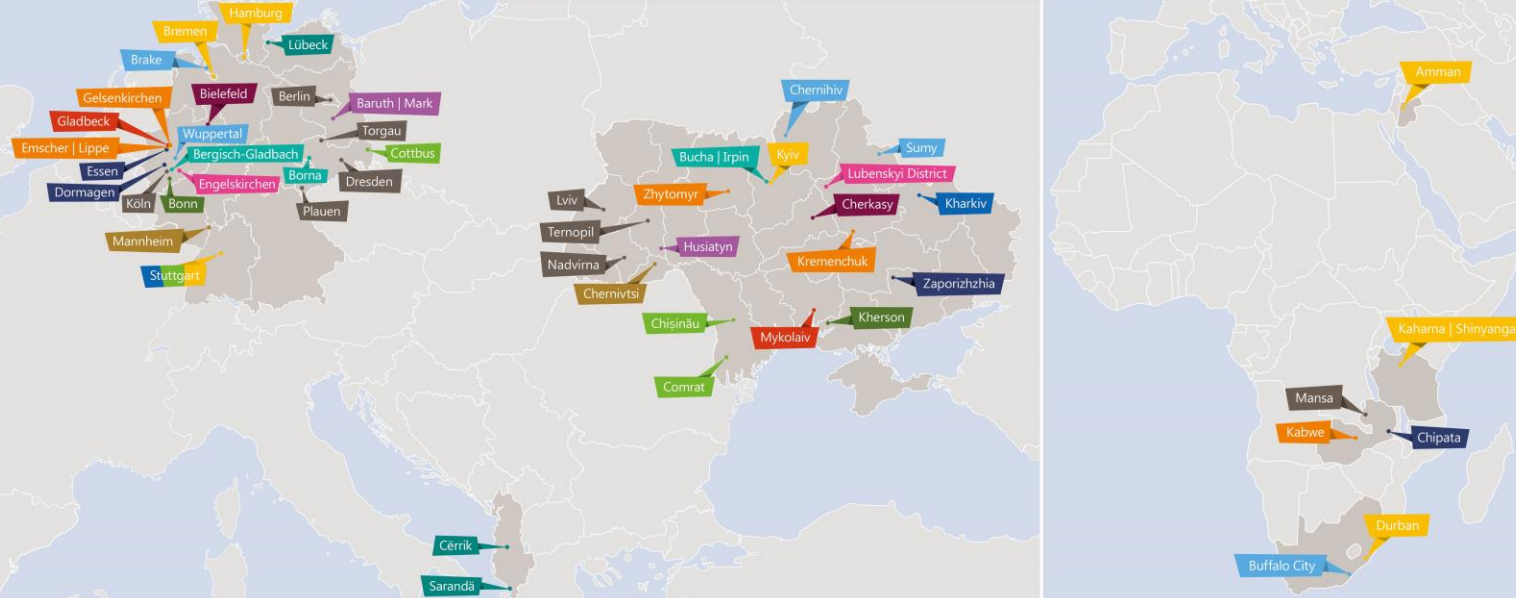 Hamburg
Bremen
Lübeck
Brake
Gelsenkirchen
Bielefeld
Berlin
Baruth | Mark
Gladbeck
Wuppertal
Torgau
Emscher | Lippe
Bergisch-Gladbach
Cottbus
Essen
Engelskirchen
Borna
Dresden
Dormagen
Köln
Bonn
Plauen
Mannheim
Stuttgart
Chernihiv
Sumy
Bucha | Irpin
Kyiv
Lubenskyi District
Zhytomyr
Lviv
Cherkasy
Kharkiv
Ternopil
Husiatyn
Nadvirna
Kremenchuk
Chernivtsi
Zaporizhzhia
Chișinău
Kherson
Mykolaiv
Comrat
Cërrik
Sarandä
Amman
Kahama | Shinyanga
Mansa
Kabwe
Chipata
Durban
Buffalo City